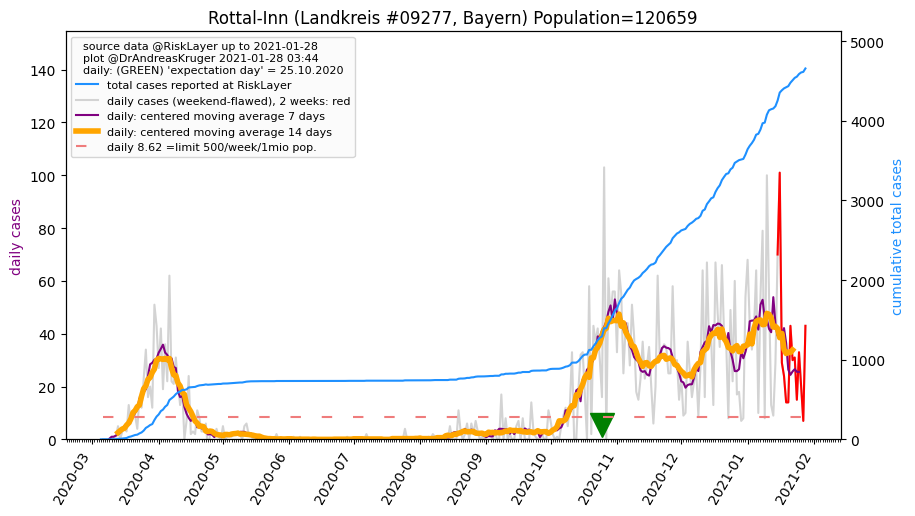 Rottal-Inn (Landkreis #09277, Bayern) Population=120659
source data @RiskLayer up to 2021-01-28
plot @DrAndreasKruger 2021-01-28 03:44
daily: (GREEN) 'expectation day' = 25.10.2020
total cases reported at RiskLayer
daily cases (weekend-flawed), 2 weeks: red
daily: centered moving average 7 days
daily: centered moving average 14 days
daily 8.62 =limit 500/week/1mio pop.
daily cases
140
120
100
80
60
40
20
0
cumulative total cases
5000
4000
3000
2000
1000
0
2020-03
2020-04
2020-05
2020-06
2020-07
2020-08
2020-09
2020-10
2020-11
2020-12
2021-01
2021-02